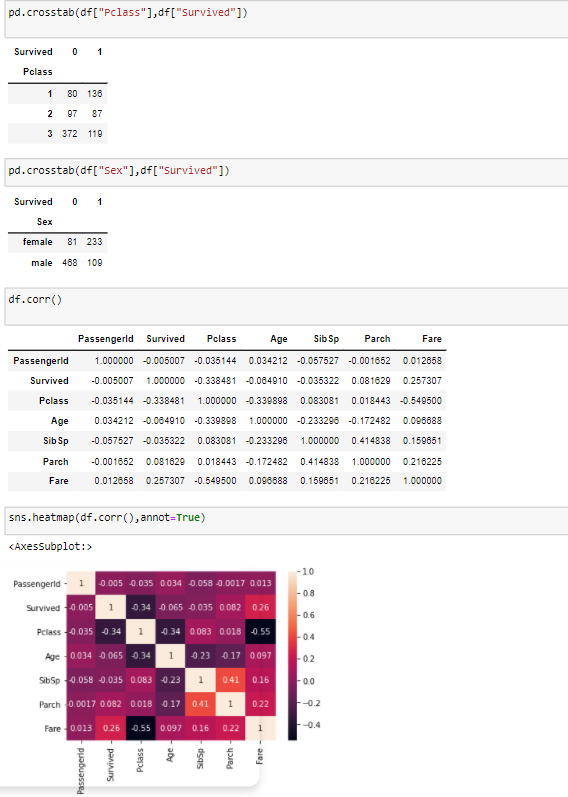 pd.crosstab(df["Pclass"],df["Survived"])
Survived 0 1
Pclass
1 80 136
2 97 87
3 372 119
pd.crosstab(df["Sex"],df["Survived"])
Survived 0 1
Sex
female 81 233
male 468 109
df.corr()
PassengerId Survived Pclass Age SibSp Parch Fare
PassengerId 1.000000 -0.005007 -0.035144 0.034212 -0.057527 -0.001652 0.012658
Survived -0.005007 1.000000 -0.338481 -0.064910 -0.035322 0.081629 0.257307
Pclass -0.035144 -0.338481 1.000000 -0.339898 0.083081 0.018443 -0.549500
Age 0.034212 -0.064910 -0.339898 1.000000 -0.233296 -0.172482 0.096688
SibSp -0.057527 -0.035322 0.083081 -0.233296 1.000000 0.414838 0.159651
Parch -0.001652 0.081629 0.018443 -0.172482 0.414838 1.000000 0.216225
Fare 0.012658 0.257307 -0.549500 0.096688 0.159651 0.216225 1.000000
sns.heatmap(df.corr(),annot=True)
<AxesSubplot:>
PassengerId 1 -0.005 -0.035 0.034 -0.058 -0.0017 0.013
Survived -0.005 1 -0.34 -0.065 -0.035 0.082 0.26
Pclass -0.035 -0.34 1 -0.34 0.083 0.018 -0.55
Age 0.034 -0.065 -0.34 1 -0.23 -0.17 0.097
SibSp -0.058 -0.035 0.083 -0.23 1 0.41 0.16
Parch -0.0017 0.082 0.018 -0.17 0.41 1 0.22
Fare 0.013 0.26 -0.55 0.097 0.16 0.22 1
PassengerId Survived Pclass Age SibSp Parch Fare
1.0
0.8
0.6
0.4
0.2
0.0
-0.2
-0.4